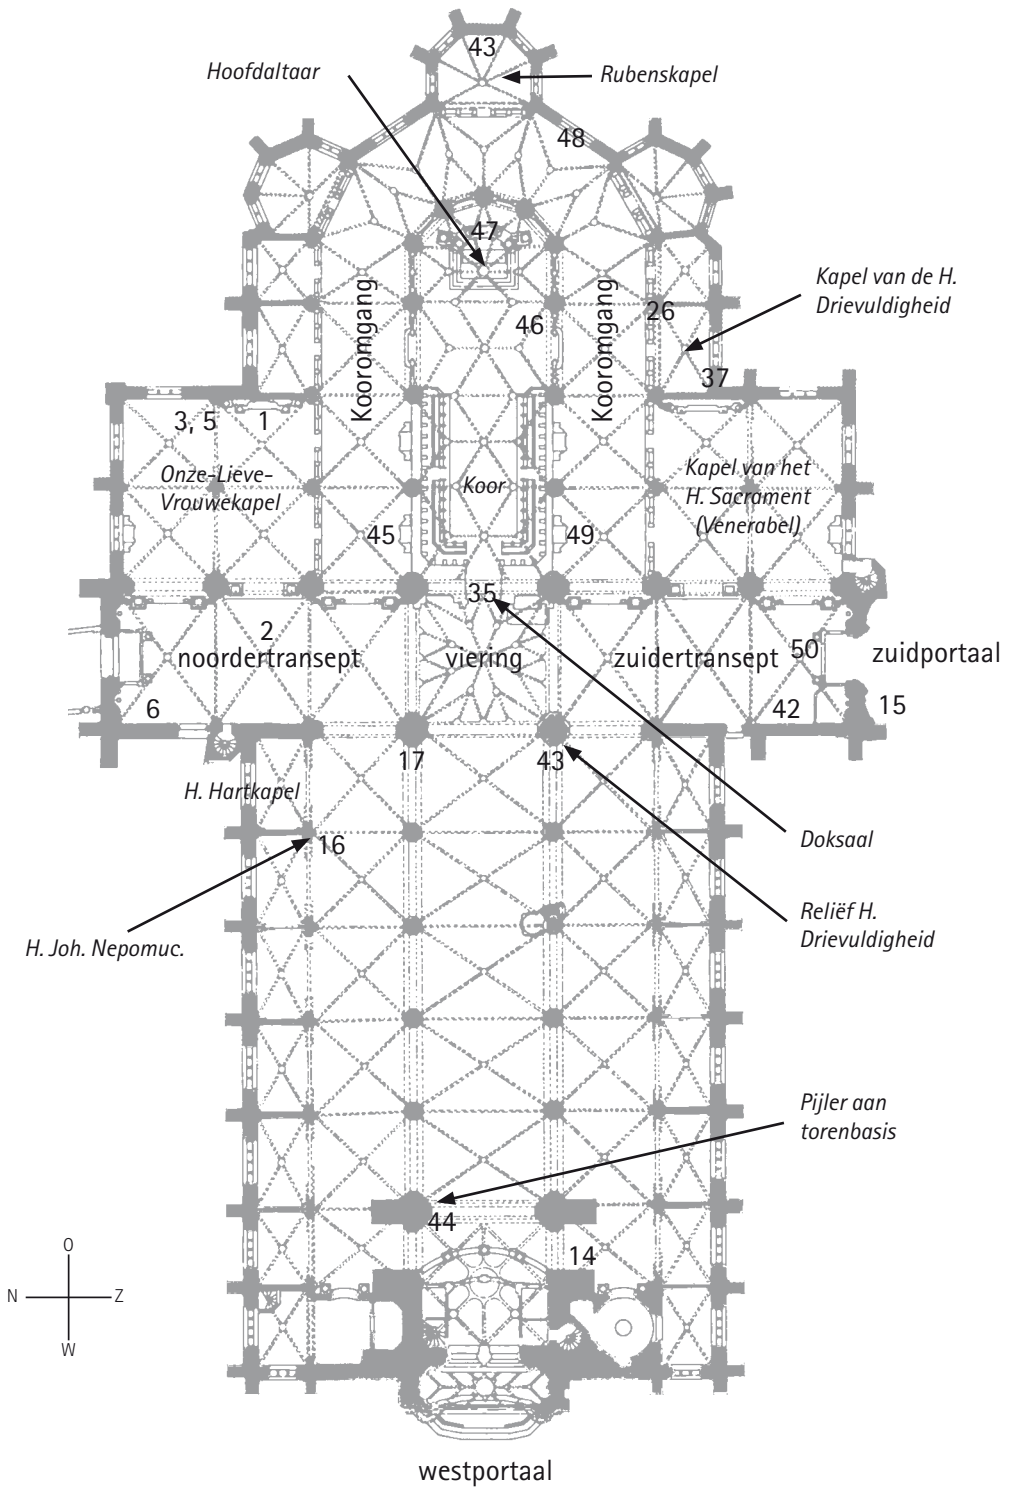 43
Hoofdaltaar
Rubenskapel
48
47
Kooromgang
Kooromgang
Kapel van de H.
Drievuldigheid
26
46
37
3, 5
1
Onze-Lieve-
Vrouwekapel
Koor
Kapel van het
H. Sacrament
(Venerabel)
45
49
35
2
noordertransept
viering
zuidertransept
50
zuidportaal
6
42
15
17
43
H. Hartkapel
16
Doksaal
H. Joh. Nepomuc.
Reliëf H.
Drievuldigheid
Pijler aan
torenbasis
44
14
O
N
Z
W
westportaal